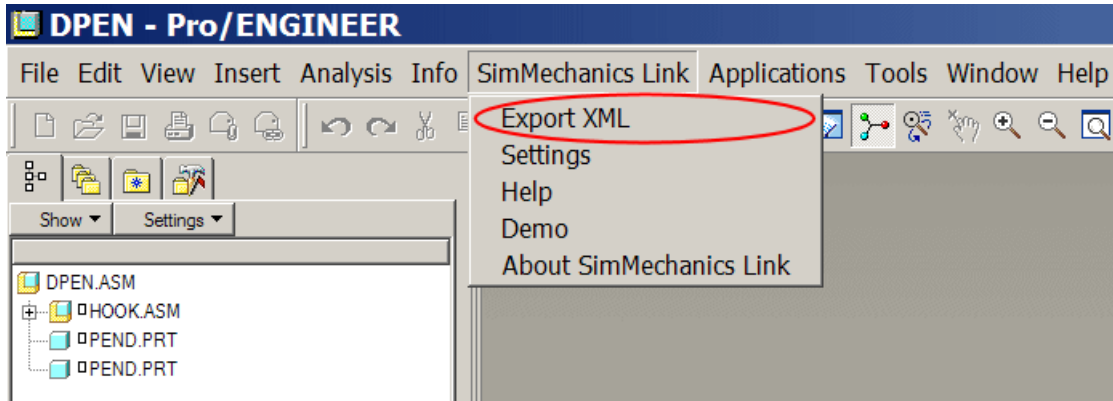 DPEN - Pro/ENGINEER
File Edit View Insert Analysis Info SimMechanics Link Applications Tools Window Help
Export XML
Settings
Help
Demo
About SimMechanics Link
Show Settings
DPEN.ASM
HOOK.ASM
PEND.PRT
PEND.PRT